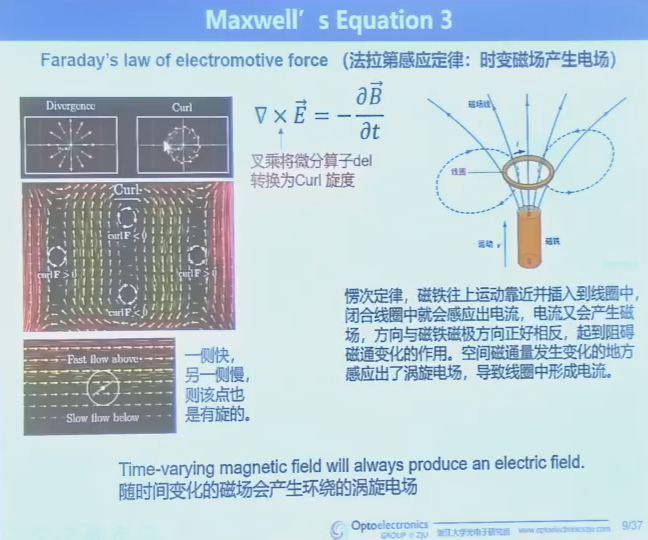 Maxwell's Equation 3
Faraday's law of electromotive force （法拉第感应定律：时变磁场产生电场）
Divergence
Curl
∇ × E⃗ = − ∂B⃗ / ∂t
叉乘将微分算子del
转换为Curl 旋度
Curl
curl F < 0
curl F > 0
curl F > 0
curl F < 0
磁场线
线圈
运动 v
磁铁
愣次定律，磁铁往上运动靠近并插入到线圈中，
闭合线圈中就会感应出电流，电流又会产生磁
场，方向与磁铁磁极方向正好相反，起到阻碍
磁通变化的作用。空间磁通量发生变化的地方
感应出了涡旋电场，导致线圈中形成电流。
Fast flow above
Slow flow below
一侧快，
另一侧慢，
则该点也
是有旋的。
Time-varying magnetic field will always produce an electric field.
随时间变化的磁场会产生环绕的涡旋电场
Optoelectronics
GROUP @ ZJU
浙江大学光电子研究组
www.optoelectronicszju.com
9/37